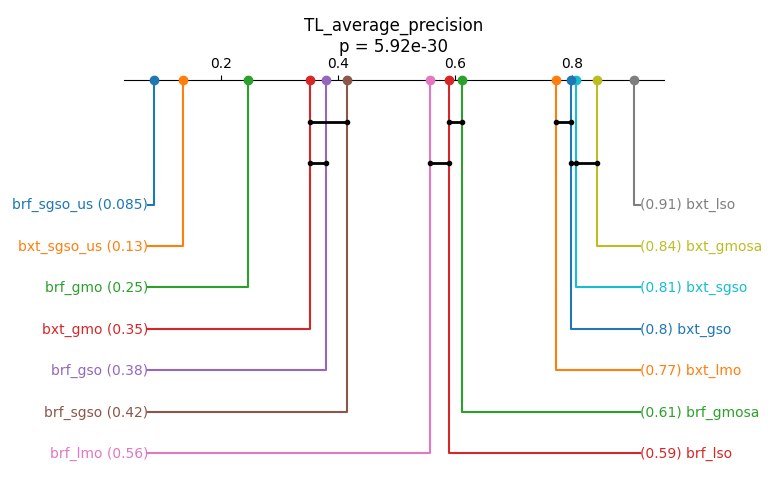 TL_average_precision
p = 5.92e-30
0.2 0.4 0.6 0.8
brf_sgso_us (0.085) (0.91) bxt_lso
bxt_sgso_us (0.13) (0.84) bxt_gmosa
brf_gmo (0.25) (0.81) bxt_sgso
bxt_gmo (0.35) (0.8) bxt_gso
brf_gso (0.38) (0.77) bxt_lmo
brf_sgso (0.42) (0.61) brf_gmosa
brf_lmo (0.56) (0.59) brf_lso